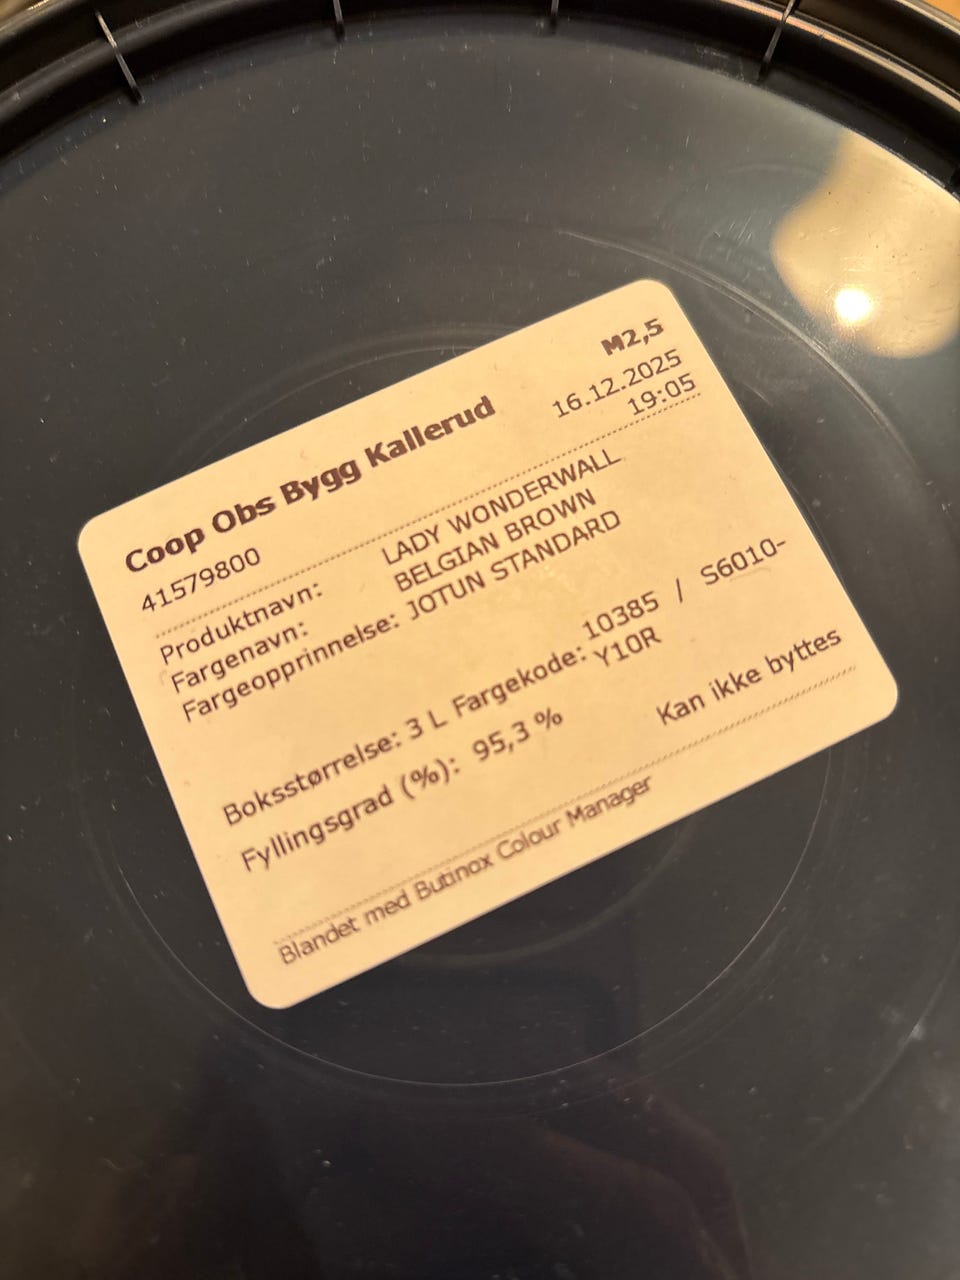 M2,5
Coop Obs Bygg Kallerud 16.12.2025
41579800 19:05
Produktnavn: LADY WONDERWALL
Fargenavn: BELGIAN BROWN
Fargeopprinnelse: JOTUN STANDARD
Boksstørrelse: 3 L Fargekode: 10385 / S6010-
Y10R
Fyllingsgrad (%): 95,3 % Kan ikke byttes
Blandet med Butinox Colour Manager